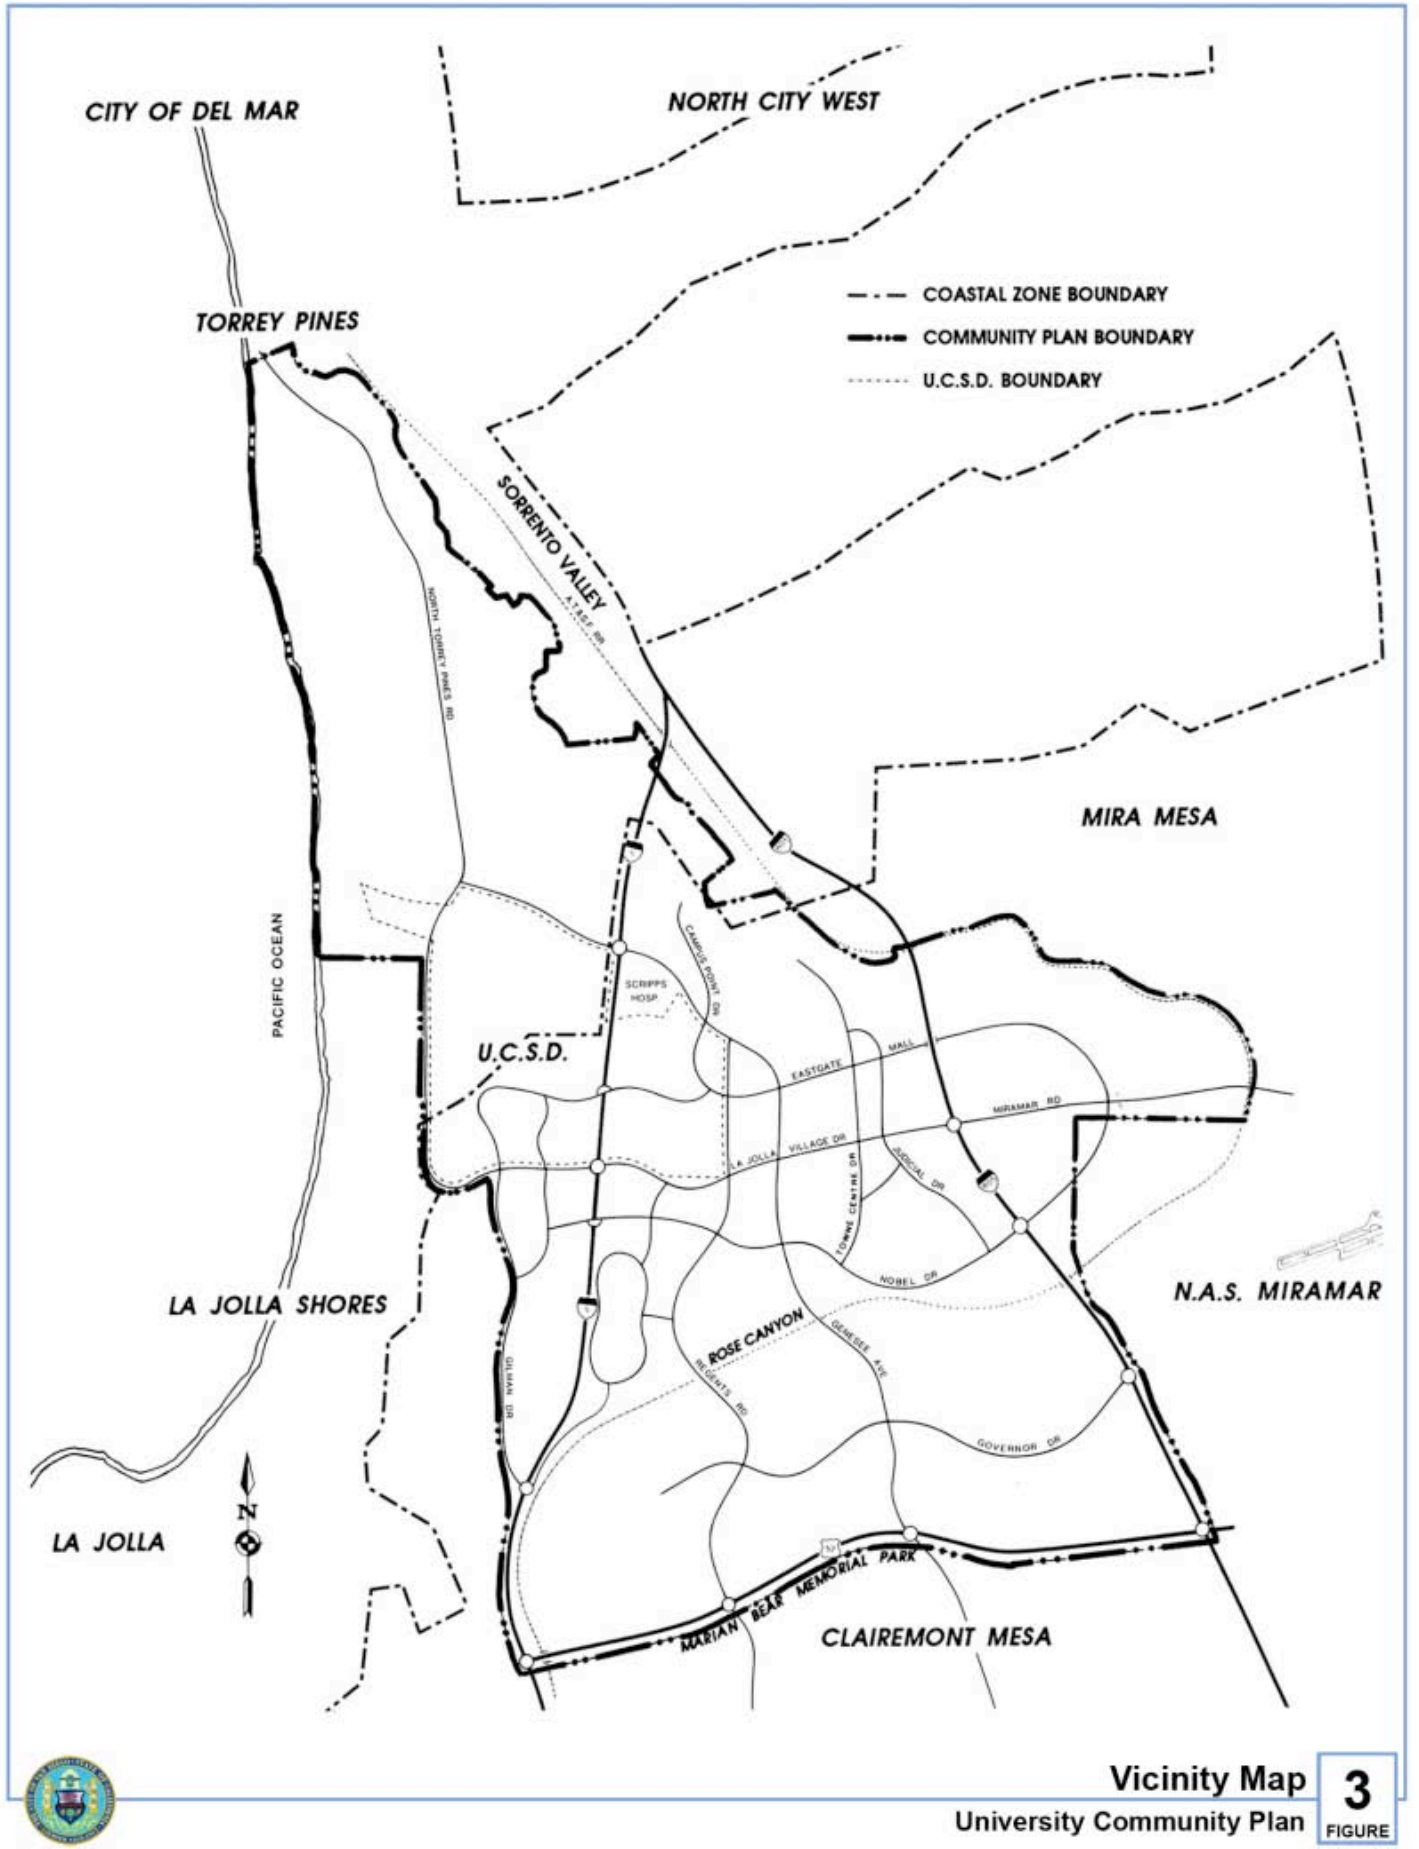 CITY OF DEL MAR
NORTH CITY WEST
COASTAL ZONE BOUNDARY
TORREY PINES
COMMUNITY PLAN BOUNDARY
U.C.S.D. BOUNDARY
SORRENTO VALLEY
A.T.&S.F. RR
NORTH TORREY PINES RD
MIRA MESA
PACIFIC OCEAN
CAMPUS POINT DR
SCRIPPS
HOSP.
U.C.S.D.
EASTGATE MALL
MIRAMAR RD
LA JOLLA VILLAGE DR
JUDICIAL DR
TOWNE CENTRE DR
NOBEL DR
N.A.S. MIRAMAR
LA JOLLA SHORES
ROSE CANYON
GENESEE AVE
GILMAN DR
REGENTS RD
GOVERNOR DR
N
LA JOLLA
52
MARIAN BEAR MEMORIAL PARK
CLAIREMONT MESA
Vicinity Map
University Community Plan
3
FIGURE